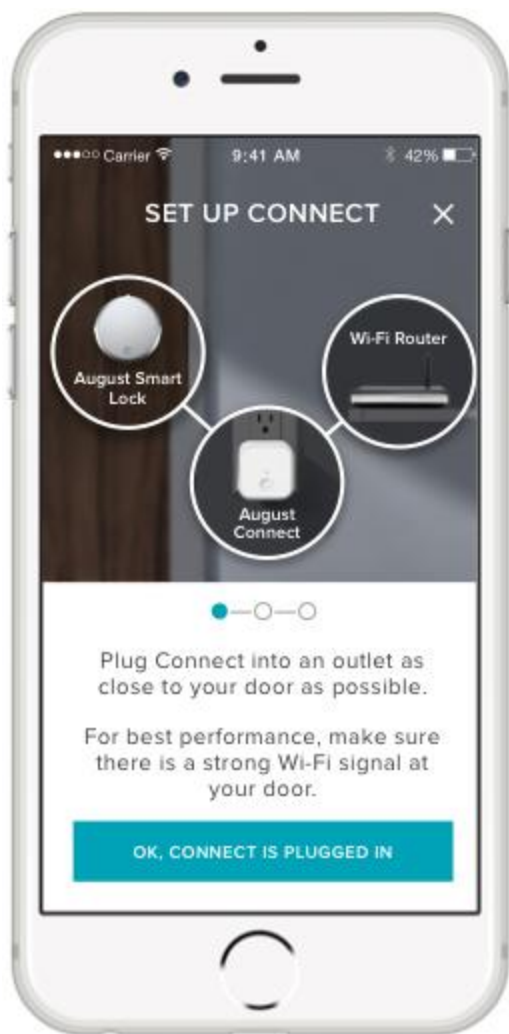 Carrier 9:41 AM 42%
SET UP CONNECT X
August Smart
Lock
Wi-Fi Router
August
Connect
Plug Connect into an outlet as
close to your door as possible.
For best performance, make sure
there is a strong Wi-Fi signal at
your door.
OK, CONNECT IS PLUGGED IN